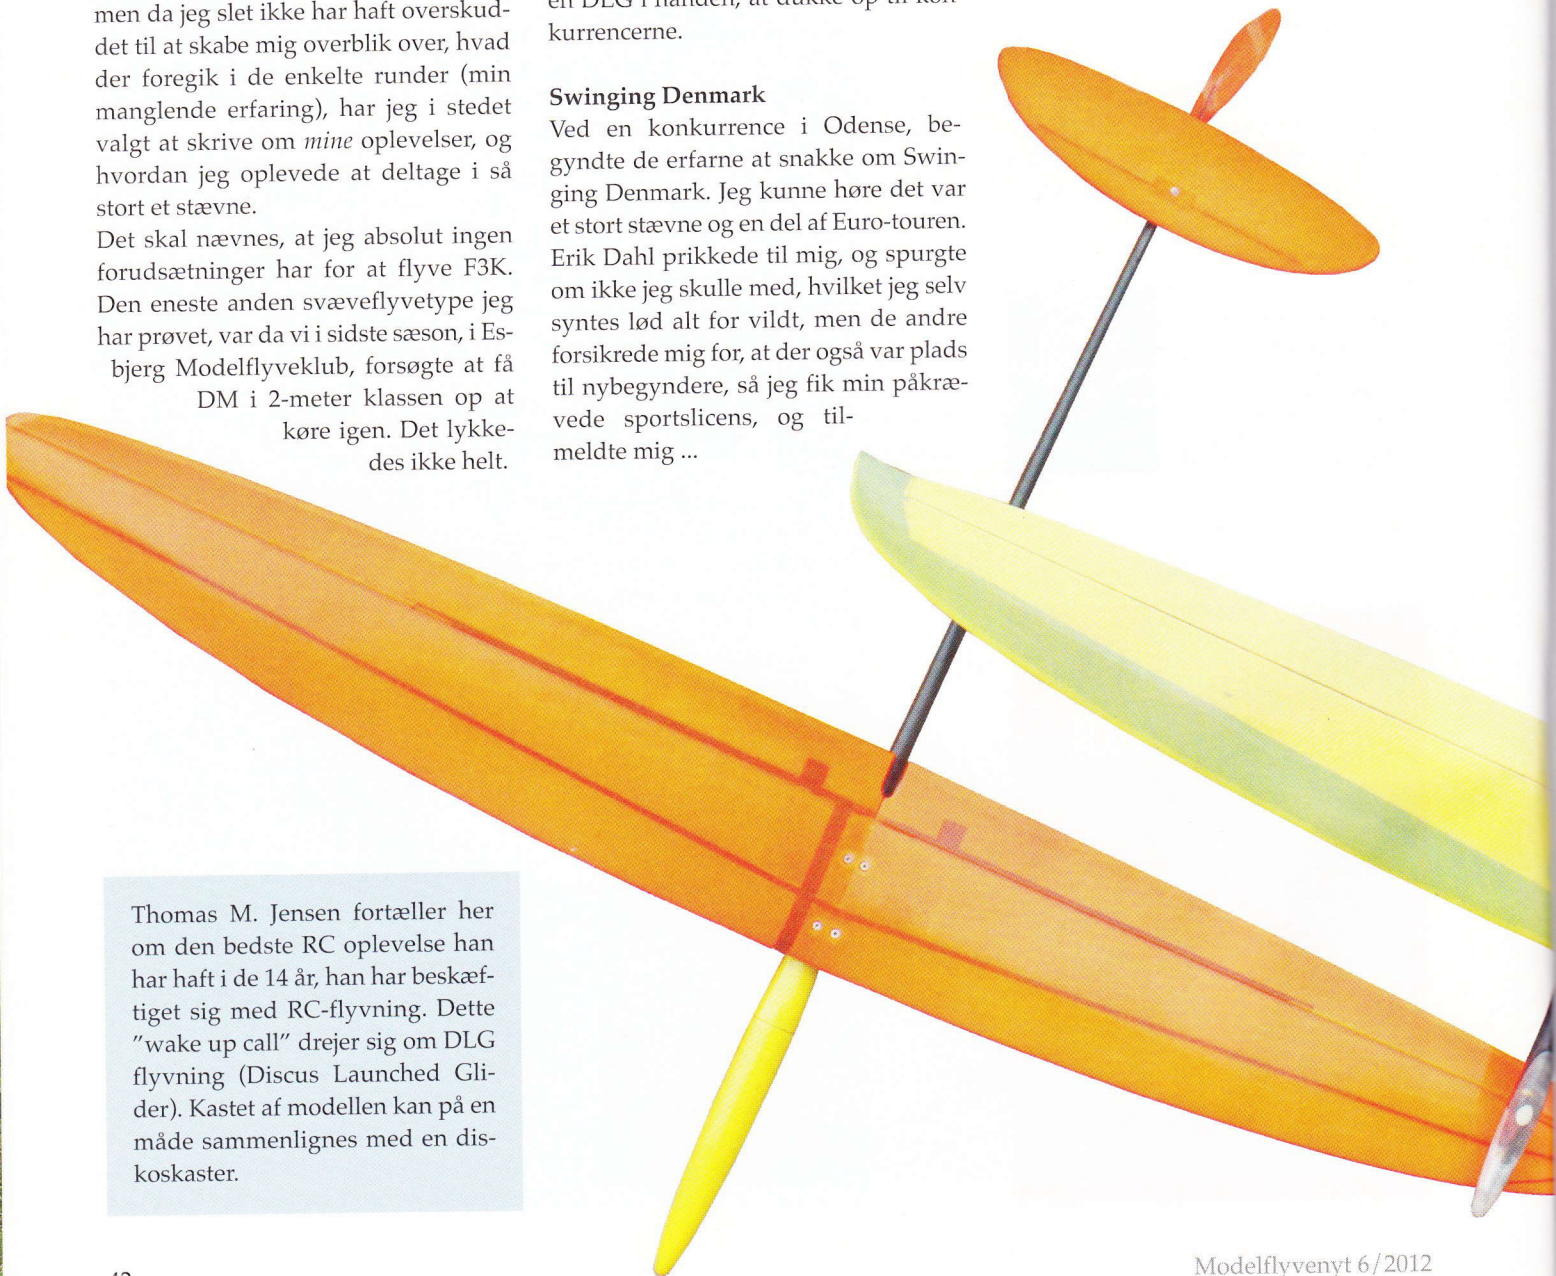 men da jeg slet ikke har haft overskud-
det til at skabe mig overblik over, hvad
der foregik i de enkelte runder (min
manglende erfaring), har jeg i stedet
valgt at skrive om mine oplevelser, og
hvordan jeg oplevede at deltage i så
stort et stævne.
Det skal nævnes, at jeg absolut ingen
forudsætninger har for at flyve F3K.
Den eneste anden svæveflyvetype jeg
har prøvet, var da vi i sidste sæson, i Es-
bjerg Modelflyveklub, forsøgte at få
DM i 2-meter klassen op at
køre igen. Det lykke-
des ikke helt.
en DLG i hånden, at dukke op til kon-
kurrencerne.
Swinging Denmark
Ved en konkurrence i Odense, be-
gyndte de erfarne at snakke om Swin-
ging Denmark. Jeg kunne høre det var
et stort stævne og en del af Euro-touren.
Erik Dahl prikkede til mig, og spurgte
om ikke jeg skulle med, hvilket jeg selv
syntes lød alt for vildt, men de andre
forsikrede mig for, at der også var plads
til nybegyndere, så jeg fik min påkræ-
vede sportslicens, og til-
meldte mig ...
Thomas M. Jensen fortæller her
om den bedste RC oplevelse han
har haft i de 14 år, han har beskæf-
tiget sig med RC-flyvning. Dette
"wake up call" drejer sig om DLG
flyvning (Discus Launched Gli-
der). Kastet af modellen kan på en
måde sammenlignes med en dis-
koskaster.
Modelflyvenyt 6/2012